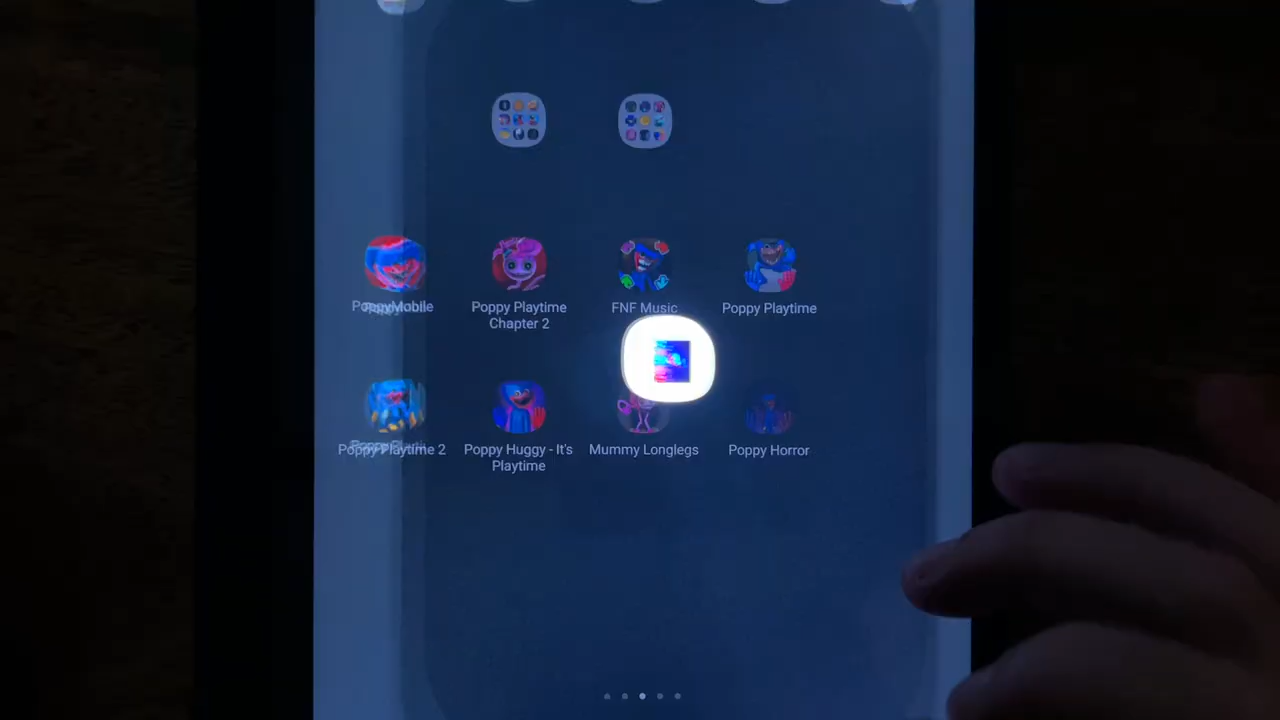 PoppyMobile
Poppy Playtime
Chapter 2
FNF Music
Poppy Playtime
Poppy Playtime 2
Poppy Huggy - It's
Playtime
Mummy Longlegs
Poppy Horror